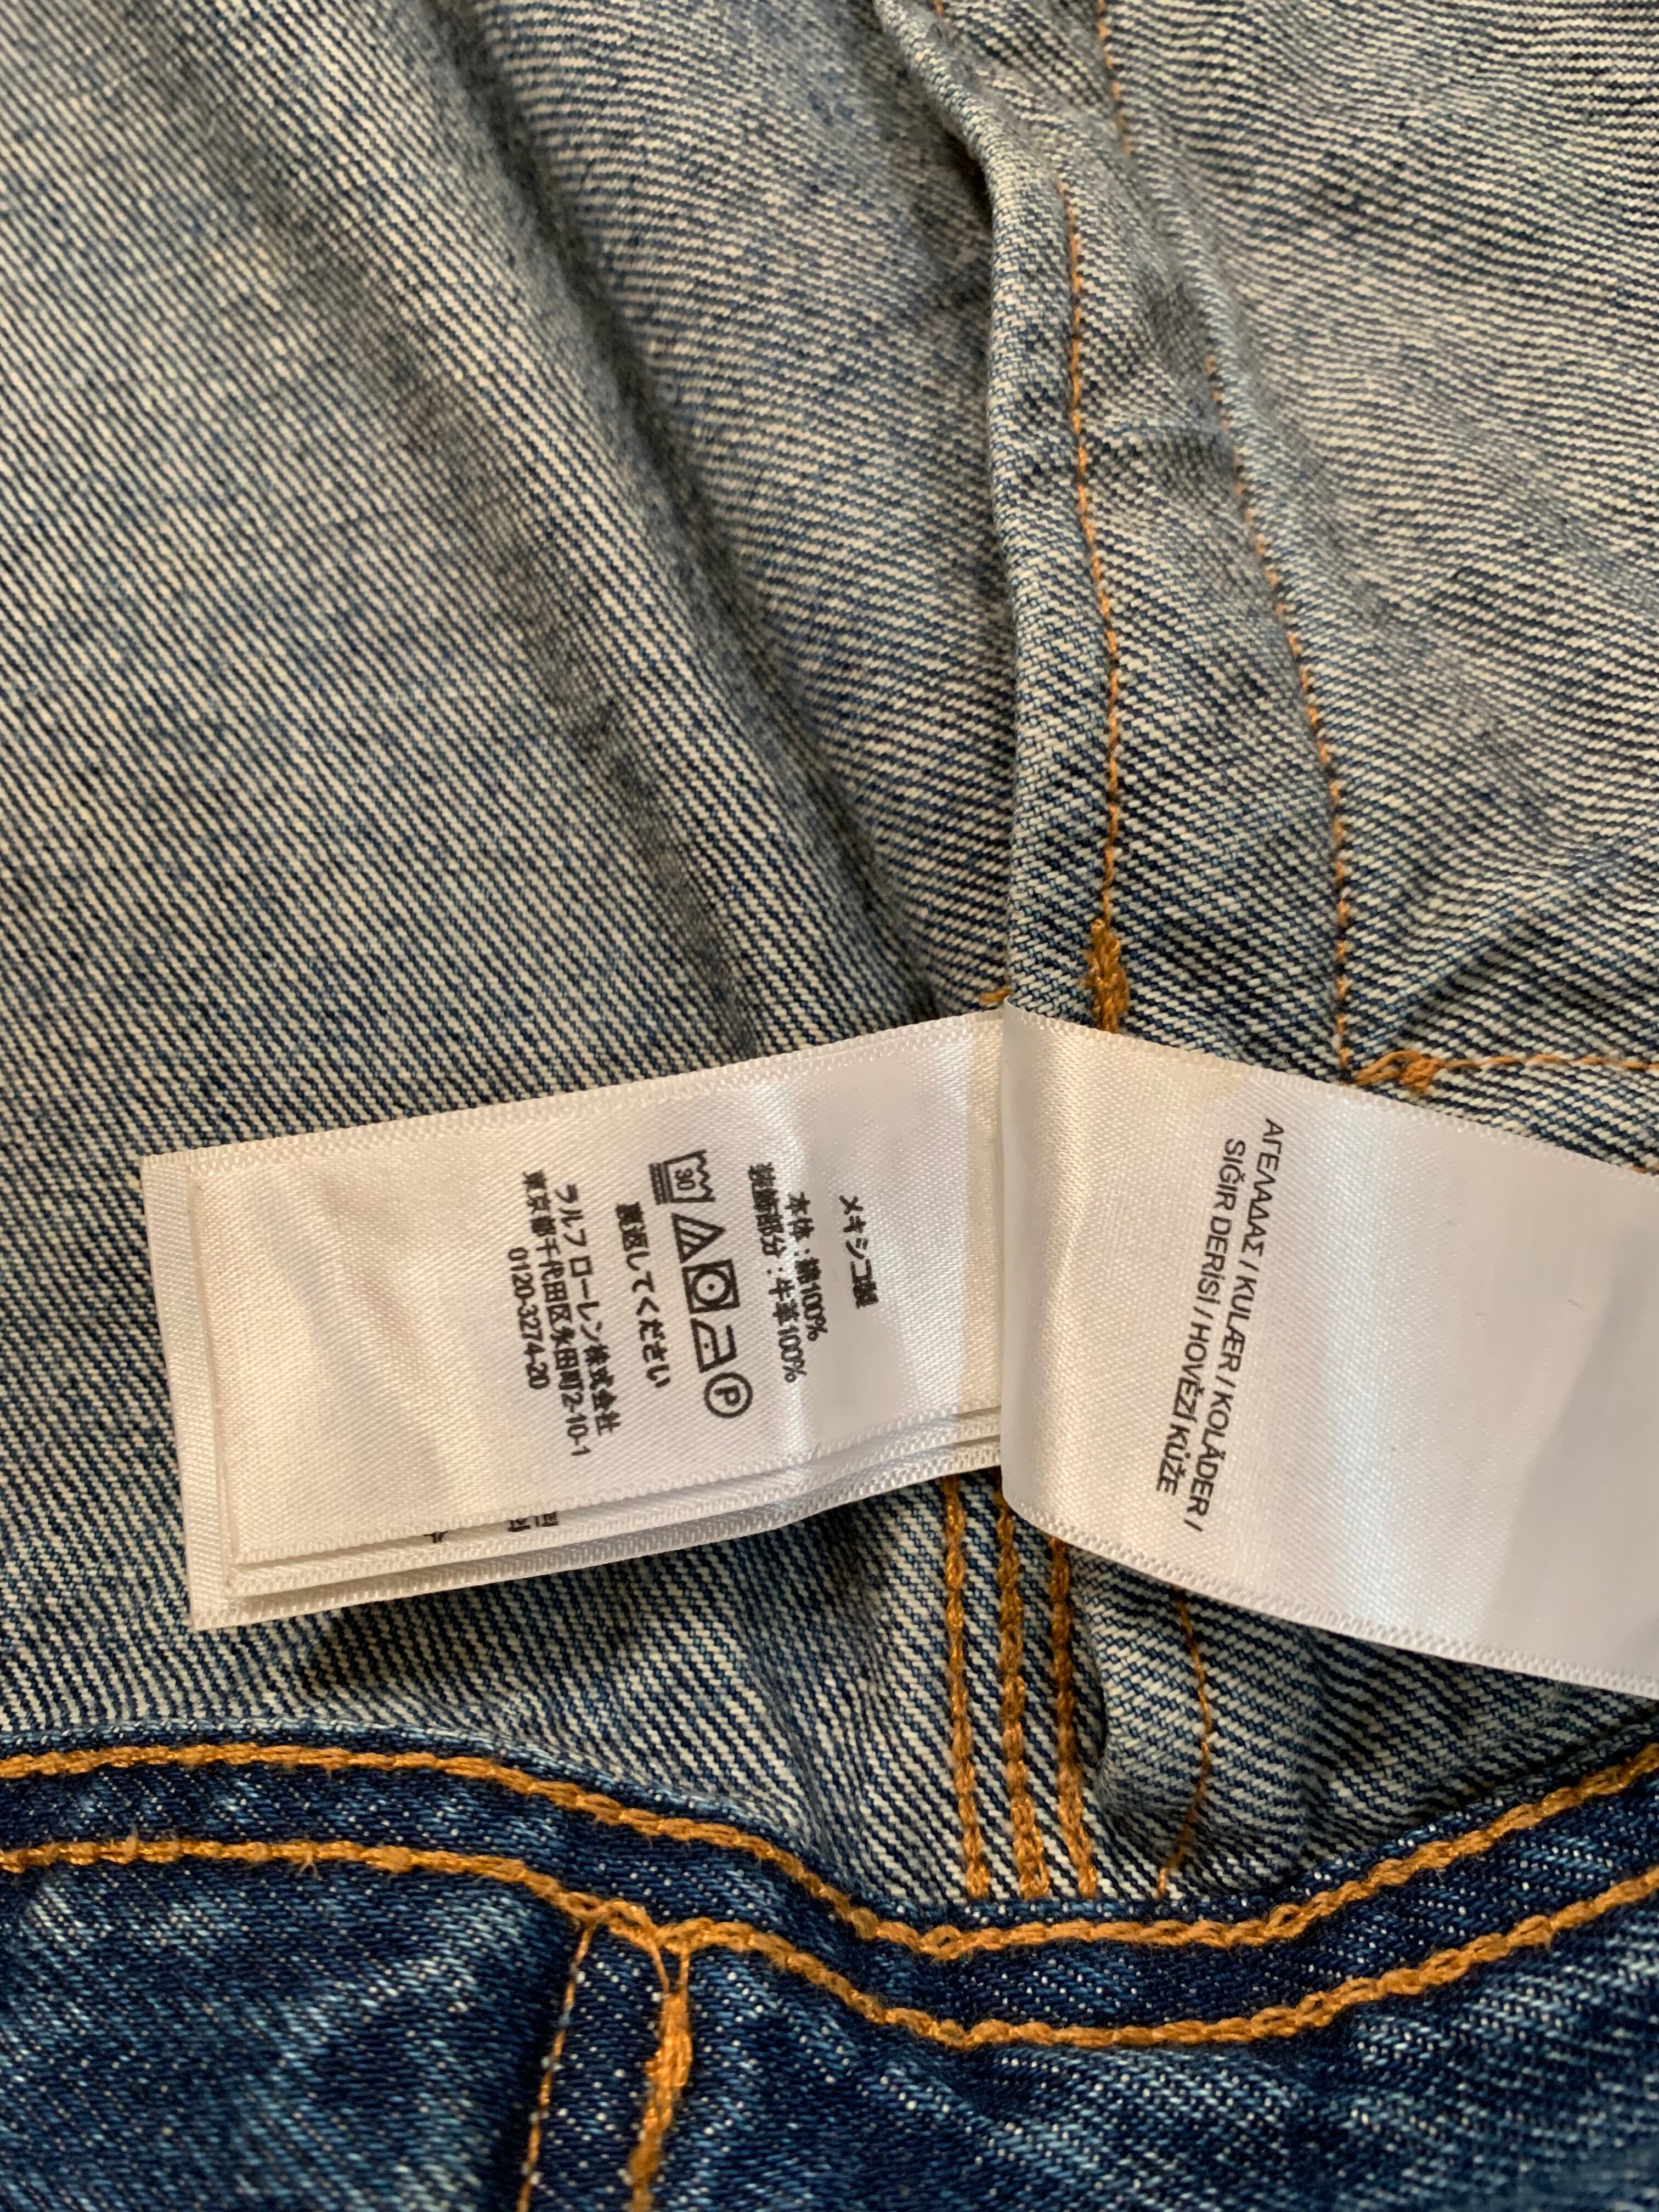 メキシコ製
本体：綿100%
装飾部分：牛革100%
30
P
裏返してください
ラルフ ローレン株式会社
東京都千代田区永田町2-10-1
0120-3274-20
ΑΓΕΛΑΔΑΣ / KULÆR / KOLÄDER /
SIĞIR DERİSİ / HOVĚZÍ KŮŽE